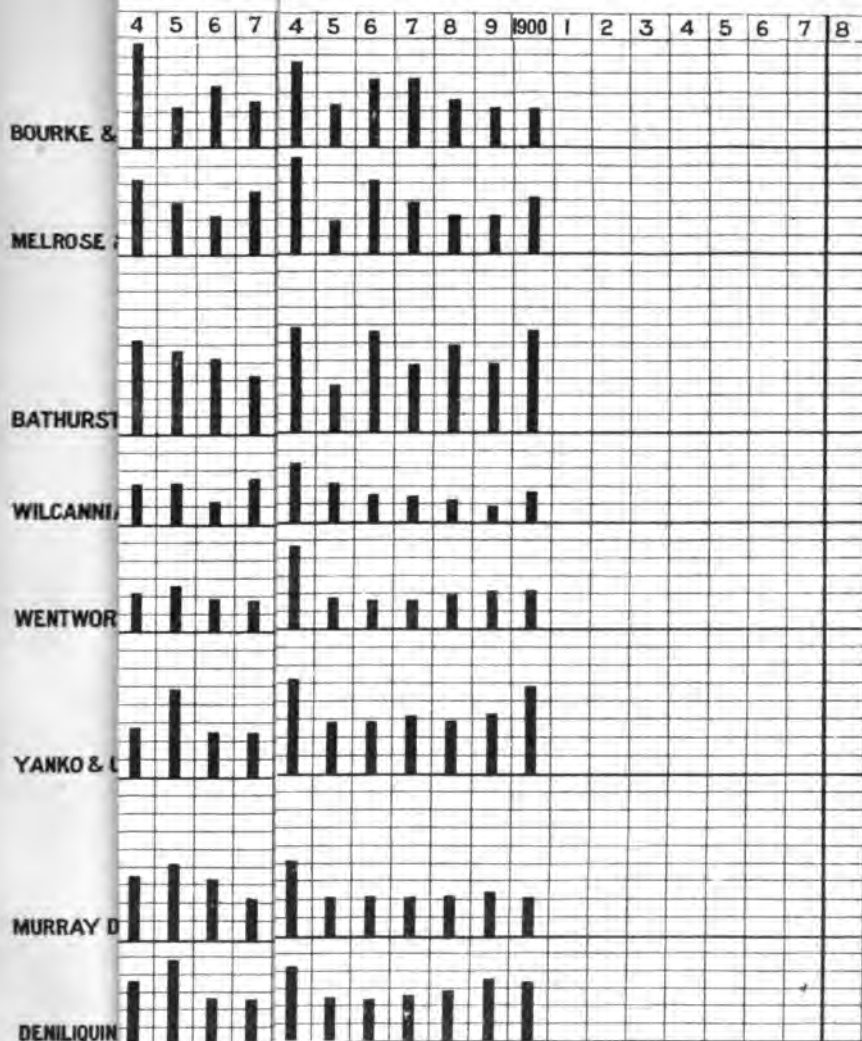 4 5 6 7 4 5 6 7 8 9 1900 1 2 3 4 5 6 7 8
BOURKE &
MELROSE
BATHURST
WILCANNI
WENTWOR
YANKO &
MURRAY D
DENILIQUIN